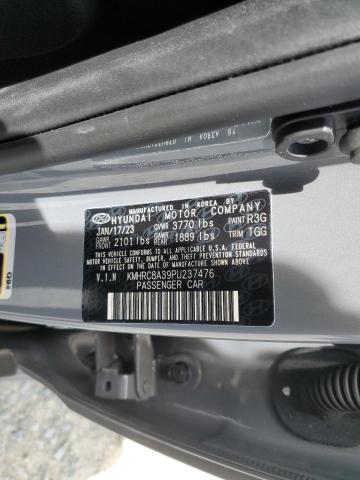 MANUFACTURED IN KOREA BY
HYUNDAI MOTOR COMPANY
JAN/17/23 GVWR 3770 lbs PAINT R3G
GAWR FRONT 2101 lbs GAWR REAR 1889 lbs TRIM TGG
THIS VEHICLE CONFORMS TO ALL APPLICABLE U.S.A. FEDERAL
MOTOR VEHICLE SAFETY, BUMPER, AND THEFT PREVENTION
STANDARDS IN EFFECT ON THE DATE OF MANUFACTURE SHOWN ABOVE.
V.I.N KMHRC8A39PU237476
PASSENGER CAR